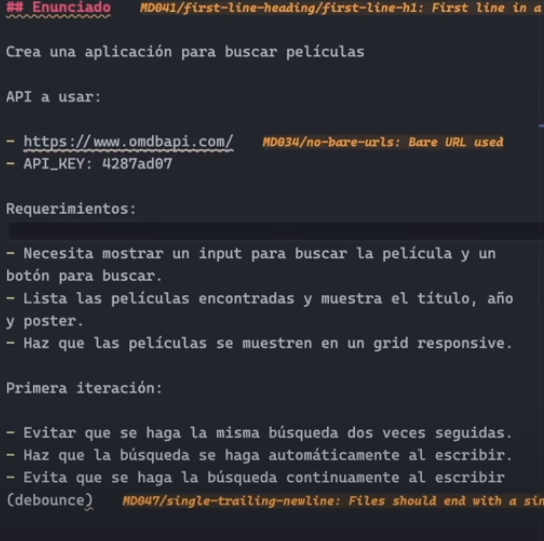 ## Enunciado MD041/first-line-heading/first-line-h1: First line in a
Crea una aplicación para buscar películas
API a usar:
- https://www.omdbapi.com/ MD034/no-bare-urls: Bare URL used
- API_KEY: 4287ad07
Requerimientos:
- Necesita mostrar un input para buscar la película y un
botón para buscar.
- Lista las películas encontradas y muestra el título, año
y poster.
- Haz que las películas se muestren en un grid responsive.
Primera iteración:
- Evitar que se haga la misma búsqueda dos veces seguidas.
- Haz que la búsqueda se haga automáticamente al escribir.
- Evita que se haga la búsqueda continuamente al escribir
(debounce) MD047/single-trailing-newline: Files should end with a sin